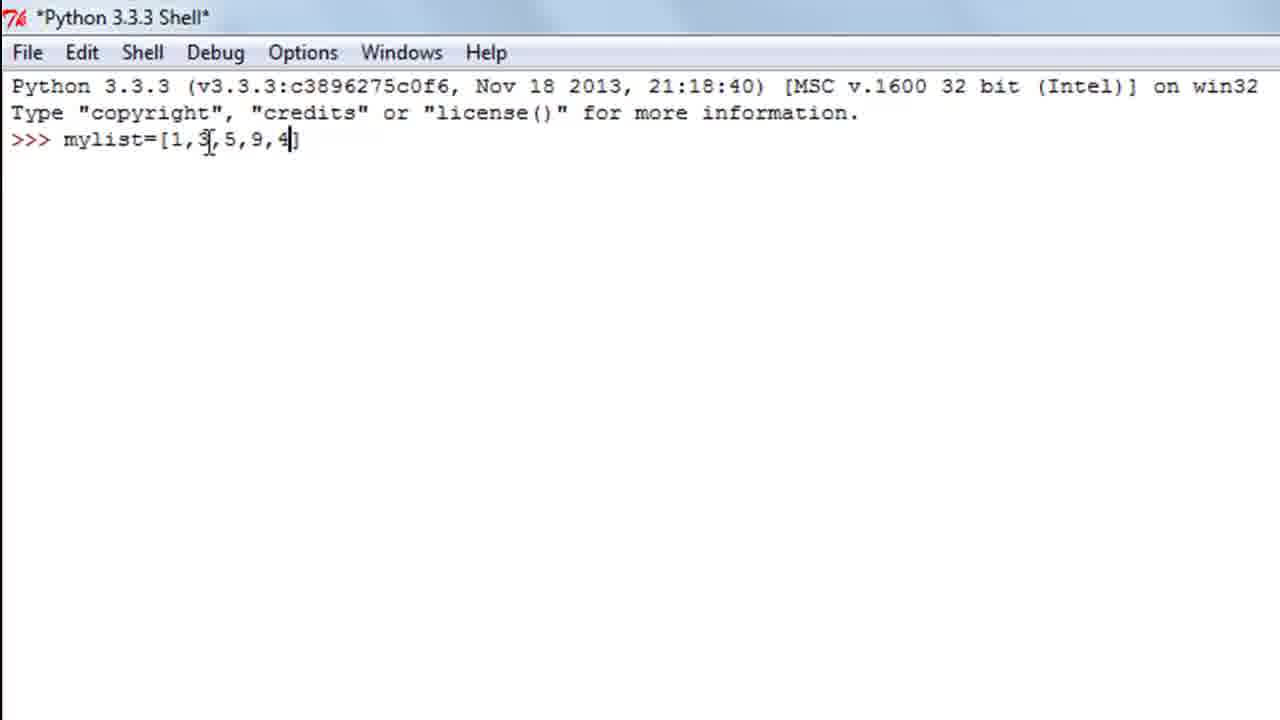 *Python 3.3.3 Shell*
File Edit Shell Debug Options Windows Help
Python 3.3.3 (v3.3.3:c3896275c0f6, Nov 18 2013, 21:18:40) [MSC v.1600 32 bit (Intel)] on win32
Type "copyright", "credits" or "license()" for more information.
>>> mylist=[1,3,5,9,4]